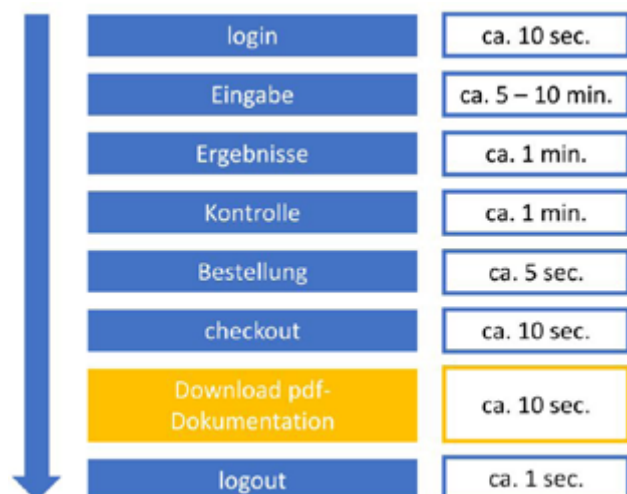 login
ca. 10 sec.
Eingabe
ca. 5 – 10 min.
Ergebnisse
ca. 1 min.
Kontrolle
ca. 1 min.
Bestellung
ca. 5 sec.
checkout
ca. 10 sec.
Download pdf-
Dokumentation
ca. 10 sec.
logout
ca. 1 sec.